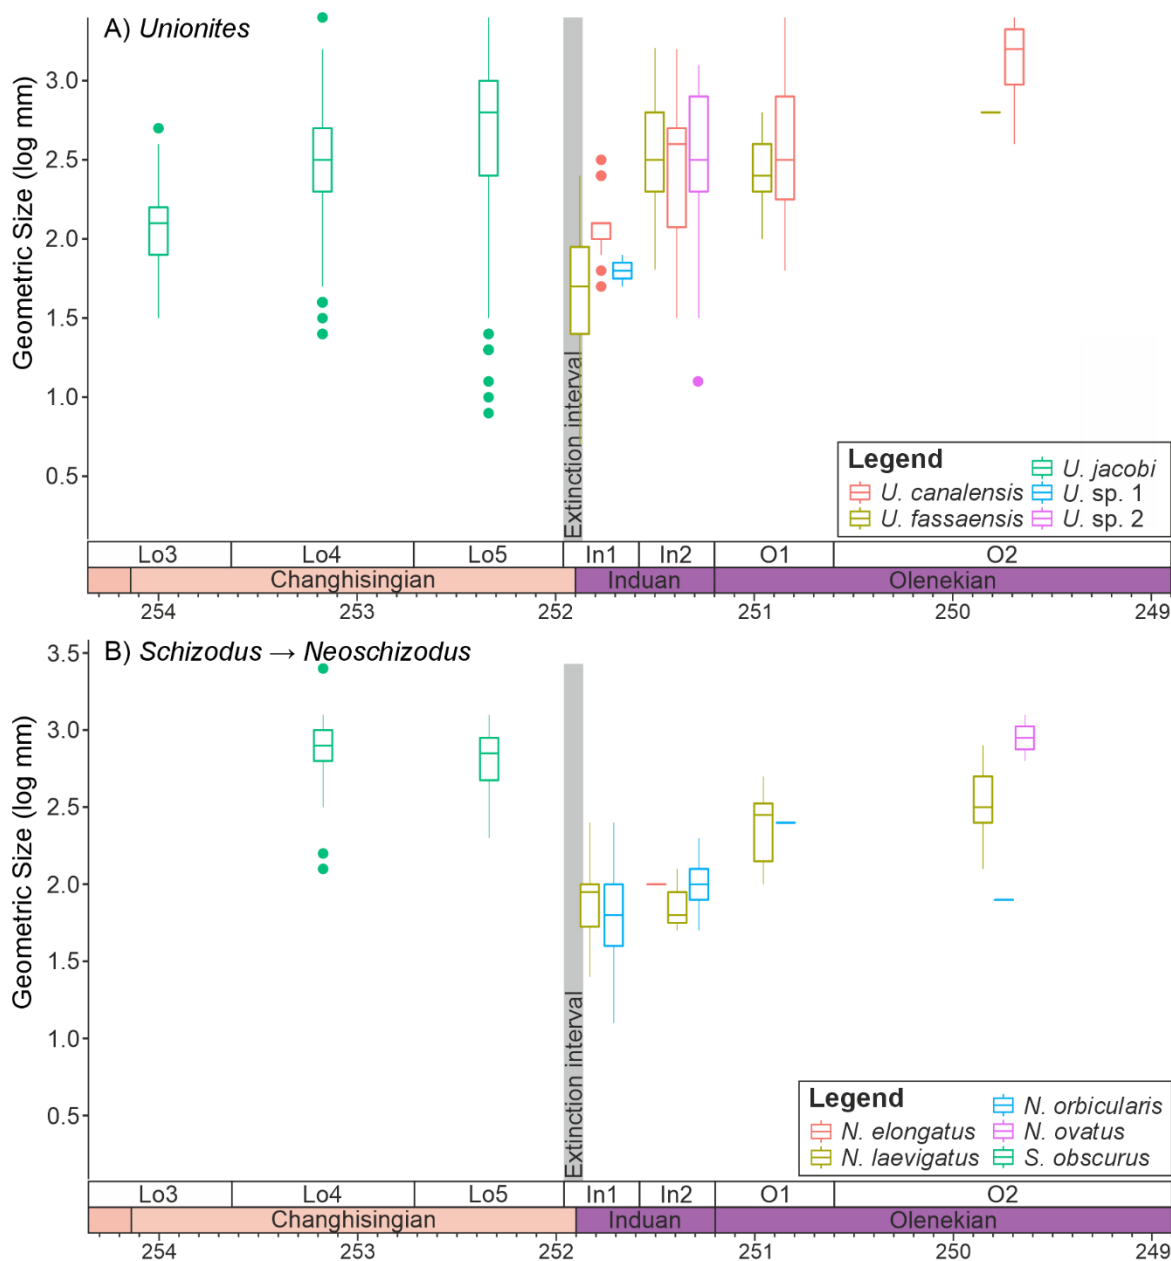 A) Unionites
Geometric Size (log mm)
3.0
2.5
2.0
1.5
1.0
0.5
Extinction interval
Legend
U. canalensis
U. fassaensis
U. jacobi
U. sp. 1
U. sp. 2
Lo3 Lo4 Lo5 In1 In2 O1 O2
Changhisingian Induan Olenekian
254 253 252 251 250 249
B) Schizodus → Neoschizodus
Geometric Size (log mm)
3.5
3.0
2.5
2.0
1.5
1.0
0.5
Extinction interval
Legend
N. elongatus
N. laevigatus
N. orbicularis
N. ovatus
S. obscurus
Lo3 Lo4 Lo5 In1 In2 O1 O2
Changhisingian Induan Olenekian
254 253 252 251 250 249